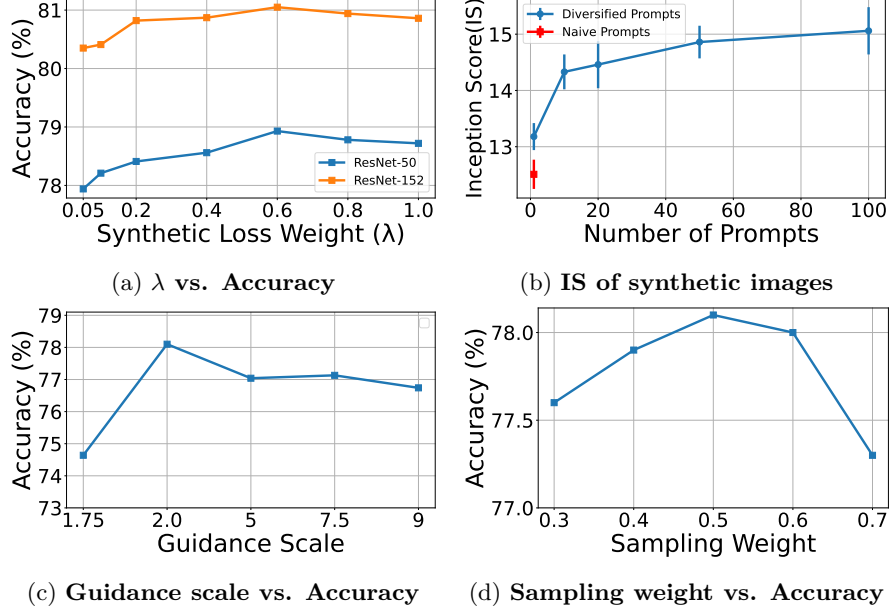 81
80
79
78
Accuracy (%)
ResNet-50
ResNet-152
0.05 0.2 0.4 0.6 0.8 1.0
Synthetic Loss Weight (λ)
(a) λ vs. Accuracy
15
14
13
Inception Score(IS)
Diversified Prompts
Naive Prompts
0 20 40 60 80 100
Number of Prompts
(b) IS of synthetic images
79
78
77
76
75
74
73
Accuracy (%)
1.75 2.0 5 7.5 9
Guidance Scale
(c) Guidance scale vs. Accuracy
78.0
77.5
77.0
Accuracy (%)
0.3 0.4 0.5 0.6 0.7
Sampling Weight
(d) Sampling weight vs. Accuracy